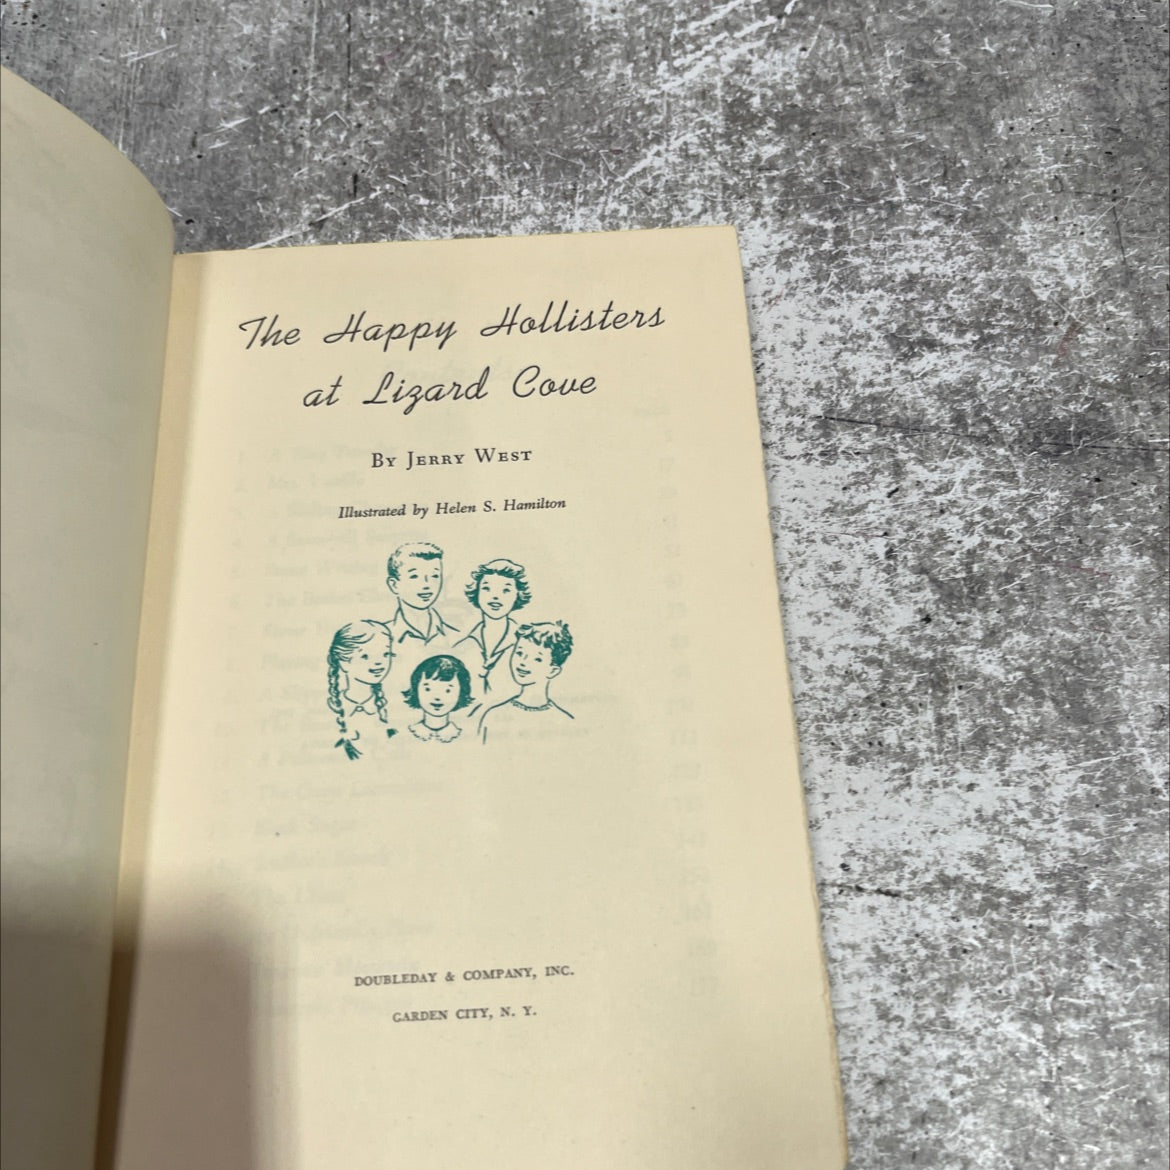 The Happy Hollisters
at Lizard Cove
By Jerry West
Illustrated by Helen S. Hamilton
DOUBLEDAY & COMPANY, INC.
GARDEN CITY, N. Y.